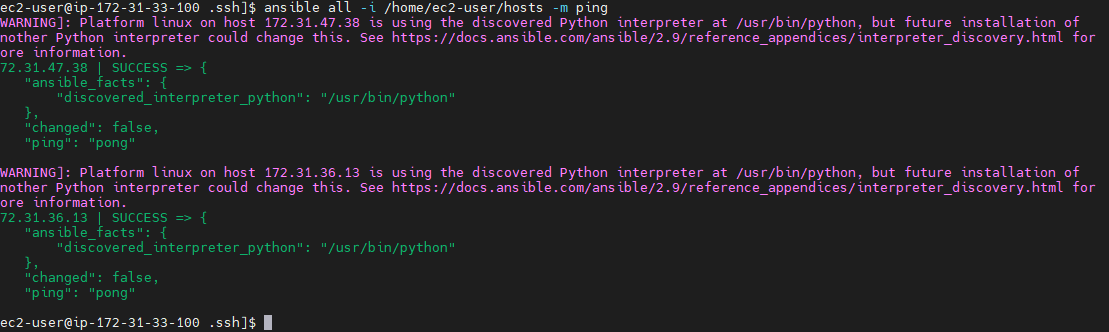 ec2-user@ip-172-31-33-100 .ssh]$ ansible all -i /home/ec2-user/hosts -m ping
WARNING]: Platform linux on host 172.31.47.38 is using the discovered Python interpreter at /usr/bin/python, but future installation of
nother Python interpreter could change this. See https://docs.ansible.com/ansible/2.9/reference_appendices/interpreter_discovery.html for
ore information.
72.31.47.38 | SUCCESS => {
"ansible_facts": {
"discovered_interpreter_python": "/usr/bin/python"
},
"changed": false,
"ping": "pong"
WARNING]: Platform linux on host 172.31.36.13 is using the discovered Python interpreter at /usr/bin/python, but future installation of
nother Python interpreter could change this. See https://docs.ansible.com/ansible/2.9/reference_appendices/interpreter_discovery.html for
ore information.
72.31.36.13 | SUCCESS => {
"ansible_facts": {
"discovered_interpreter_python": "/usr/bin/python"
},
"changed": false,
"ping": "pong"
ec2-user@ip-172-31-33-100 .ssh]$